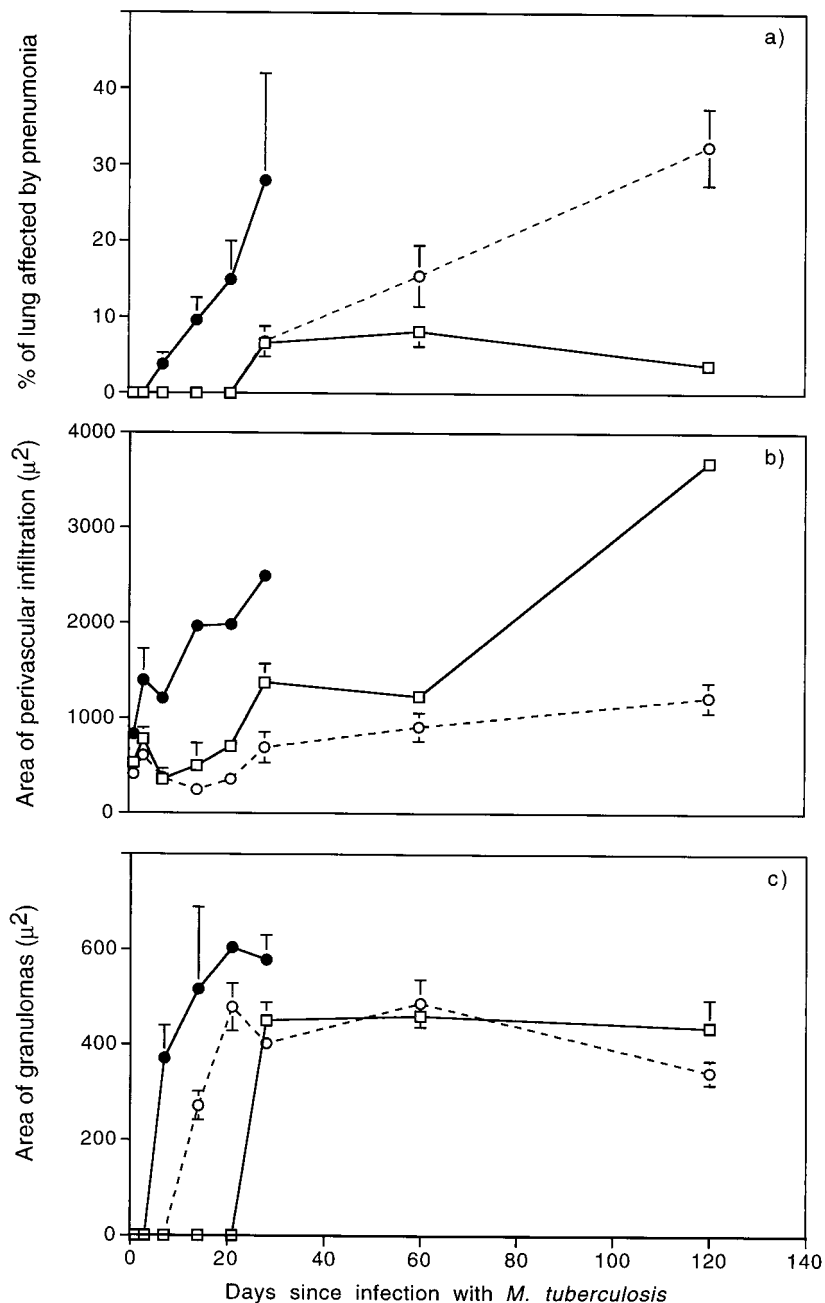 a)
% of lung affected by pnenumonia
40
30
20
10
0
b)
Area of perivascular infiltration (μ²)
4000
3000
2000
1000
0
c)
Area of granulomas (μ²)
600
400
200
0
0 20 40 60 80 100 120 140
Days since infection with M. tuberculosis